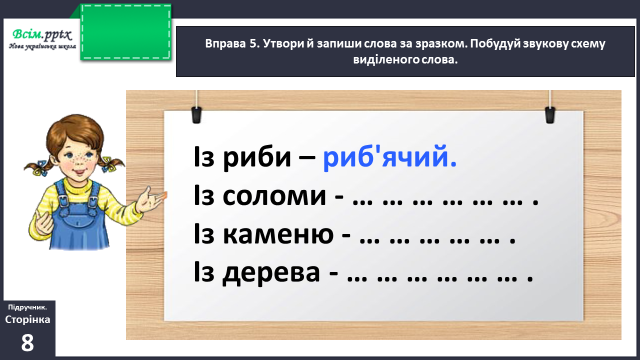 Всім.pptx
Нова українська школа
Вправа 5. Утвори й запиши слова за зразком. Побудуй звукову схему
виділеного слова.
Із риби – риб'ячий.
Із соломи - … … … … … … .
Із каменю - … … … … … .
Із дерева - … … … … … … .
Підручник.
Сторінка
8